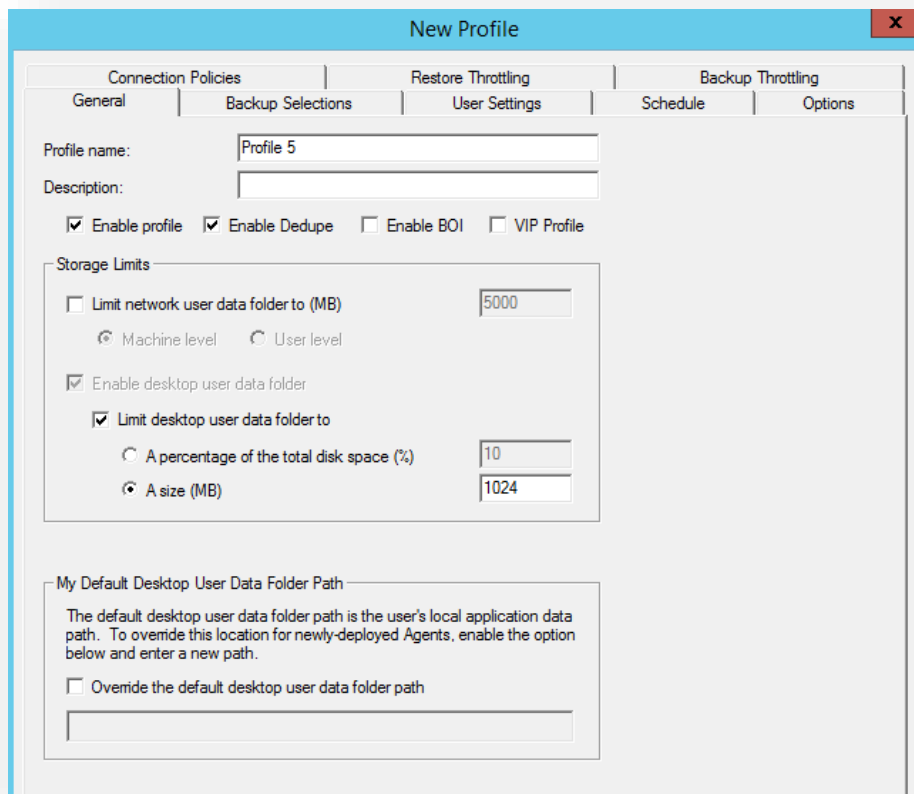 New Profile
x
Connection Policies Restore Throttling Backup Throttling
General Backup Selections User Settings Schedule Options
Profile name: Profile 5
Description:
Enable profile Enable Dedupe Enable BOI VIP Profile
Storage Limits
Limit network user data folder to (MB) 5000
Machine level User level
Enable desktop user data folder
Limit desktop user data folder to
A percentage of the total disk space (%) 10
A size (MB) 1024
My Default Desktop User Data Folder Path
The default desktop user data folder path is the user's local application data
path. To override this location for newly-deployed Agents, enable the option
below and enter a new path.
Override the default desktop user data folder path